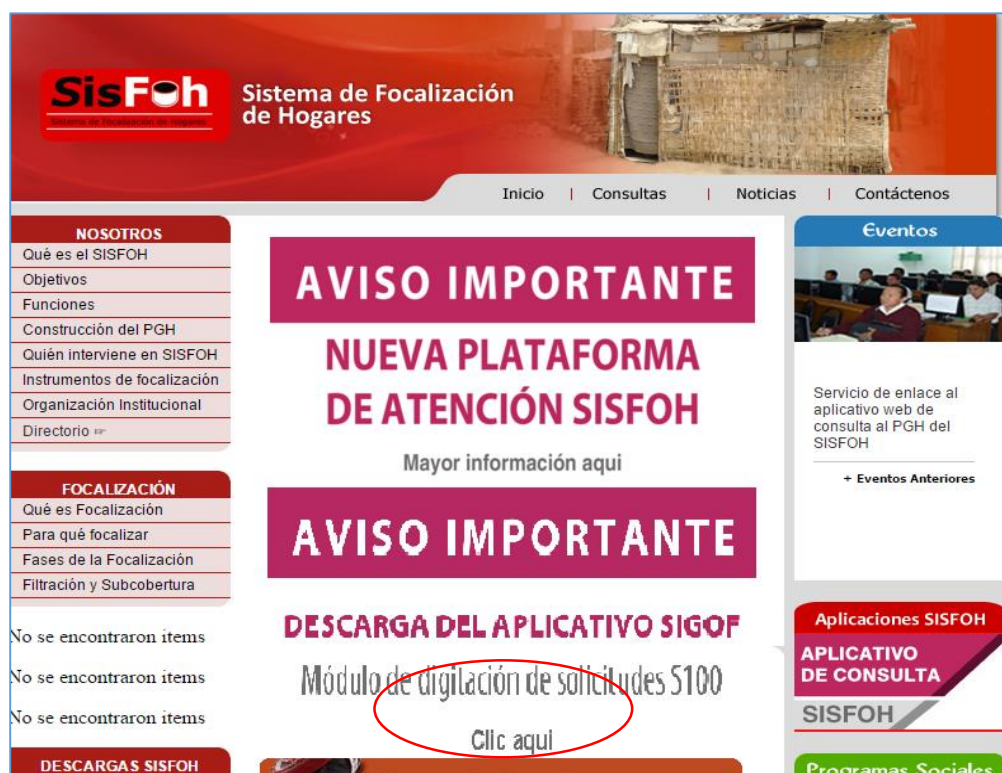 SisFoh
Sistema de Focalización de Hogares
Sistema de Focalización
de Hogares
Inicio | Consultas | Noticias | Contáctenos
NOSOTROS
Qué es el SISFOH
Objetivos
Funciones
Construcción del PGH
Quién interviene en SISFOH
Instrumentos de focalización
Organización Institucional
Directorio
FOCALIZACIÓN
Qué es Focalización
Para qué focalizar
Fases de la Focalización
Filtración y Subcobertura
No se encontraron items
No se encontraron items
No se encontraron items
DESCARGAS SISFOH
AVISO IMPORTANTE
NUEVA PLATAFORMA
DE ATENCIÓN SISFOH
Mayor información aqui
AVISO IMPORTANTE
DESCARGA DEL APLICATIVO SIGOF
Módulo de digitación de solicitudes S100
Clic aqui
Eventos
Servicio de enlace al
aplicativo web de
consulta al PGH del
SISFOH
+ Eventos Anteriores
Aplicaciones SISFOH
APLICATIVO
DE CONSULTA
SISFOH
Programas Sociales